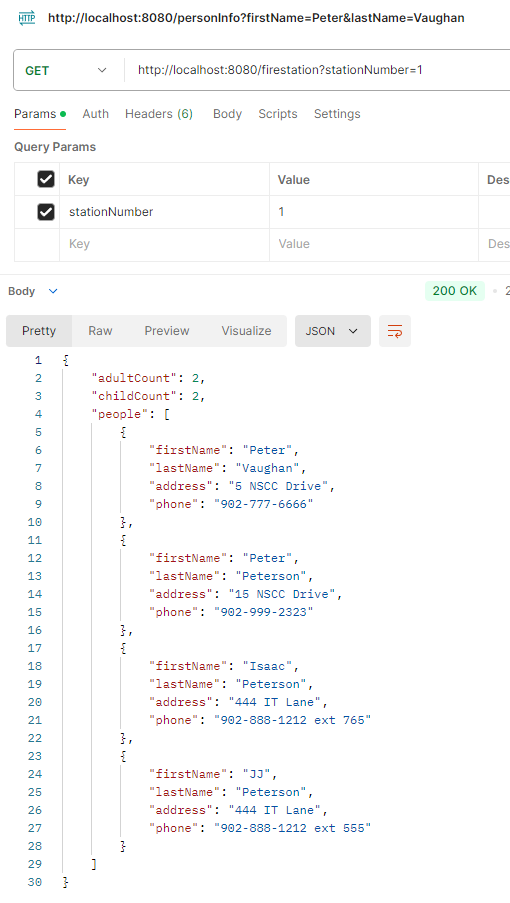 HTTP http://localhost:8080/personInfo?firstName=Peter&lastName=Vaughan
GET http://localhost:8080/firestation?stationNumber=1
Params Auth Headers (6) Body Scripts Settings
Query Params
Key Value Des
stationNumber 1
Key Value Des
Body 200 OK • 2
Pretty Raw Preview Visualize JSON
1 {
2 "adultCount": 2,
3 "childCount": 2,
4 "people": [
5 {
6 "firstName": "Peter",
7 "lastName": "Vaughan",
8 "address": "5 NSCC Drive",
9 "phone": "902-777-6666"
10 },
11 {
12 "firstName": "Peter",
13 "lastName": "Peterson",
14 "address": "15 NSCC Drive",
15 "phone": "902-999-2323"
16 },
17 {
18 "firstName": "Isaac",
19 "lastName": "Peterson",
20 "address": "444 IT Lane",
21 "phone": "902-888-1212 ext 765"
22 },
23 {
24 "firstName": "JJ",
25 "lastName": "Peterson",
26 "address": "444 IT Lane",
27 "phone": "902-888-1212 ext 555"
28 }
29 ]
30 }